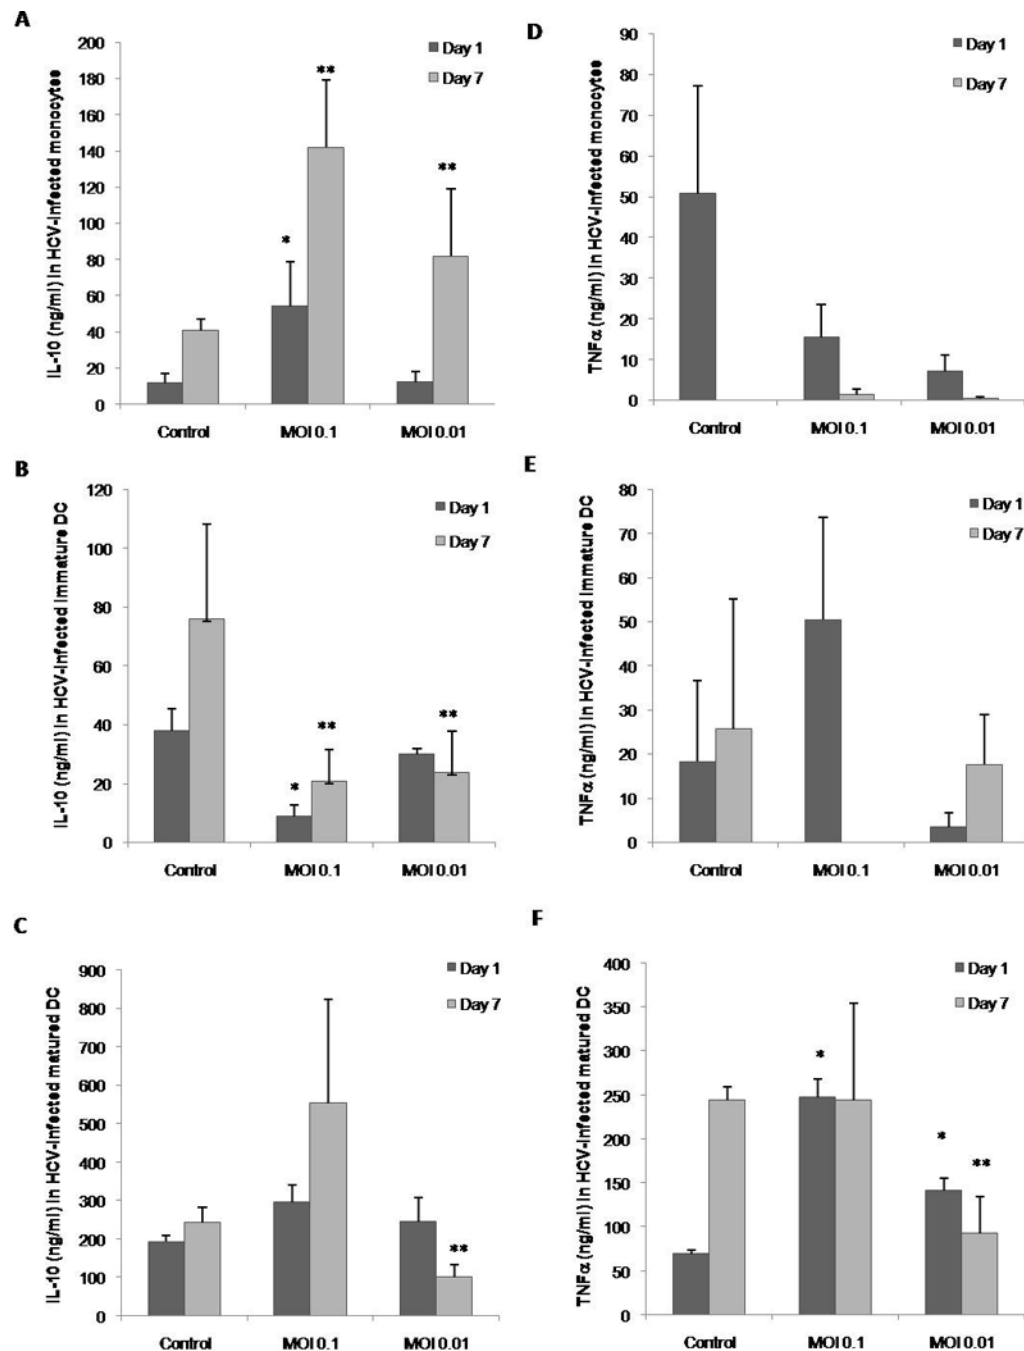 A
IL-10 (ng/ml) in HCV-Infected monocytes
200
180
160
140
120
100
80
60
40
20
0
Day 1
Day 7
*
**
**
Control
MOI 0.1
MOI 0.01
D
TNFα (ng/ml) in HCV-Infected monocytes
90
80
70
60
50
40
30
20
10
0
Day 1
Day 7
Control
MOI 0.1
MOI 0.01
B
IL-10 (ng/ml) in HCV-Infected immature DC
120
100
80
60
40
20
0
Day 1
Day 7
*
**
**
Control
MOI 0.1
MOI 0.01
E
TNFα (ng/ml) in HCV-Infected immature DC
80
70
60
50
40
30
20
10
0
Day 1
Day 7
Control
MOI 0.1
MOI 0.01
C
IL-10 (ng/ml) in HCV-Infected matured DC
900
800
700
600
500
400
300
200
100
0
Day 1
Day 7
**
Control
MOI 0.1
MOI 0.01
F
TNFα (ng/ml) in HCV-Infected matured DC
400
350
300
250
200
150
100
50
0
Day 1
Day 7
*
*
**
Control
MOI 0.1
MOI 0.01